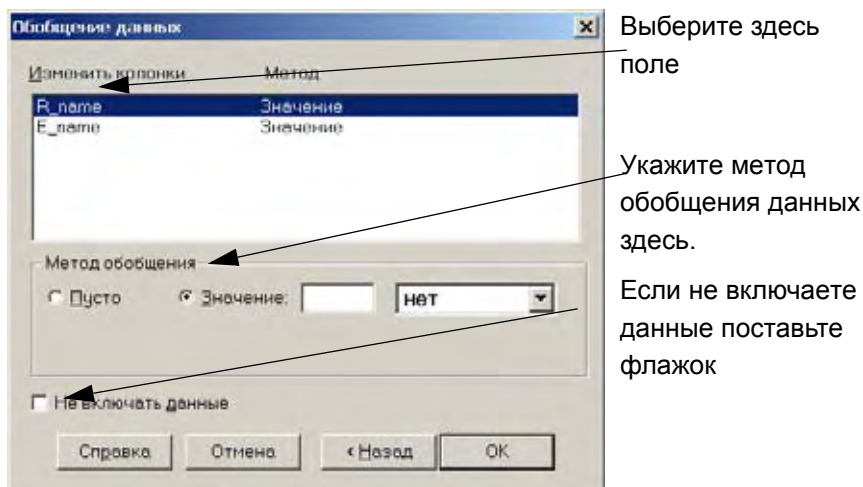 Обобщение данных
Изменить колонки Метод
R_name Значение
E_name Значение
Метод обобщения
Пусто Значение: нет
Не включать данные
Справка Отмена < Назад OK
Выберите здесь
поле
Укажите метод
обобщения данных
здесь.
Если не включаете
данные поставьте
флажок